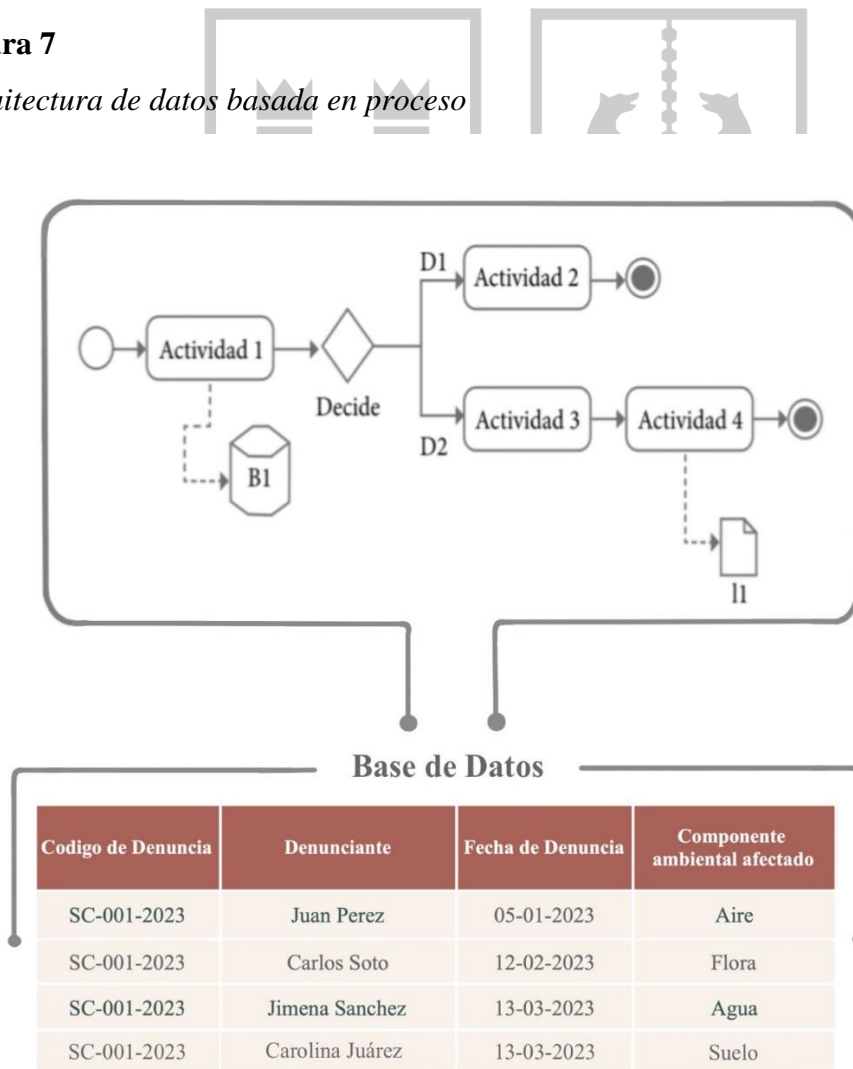 ra 7
uitectura de datos basada en proceso
D1
Actividad 2
Actividad 1
Decide
Actividad 3
Actividad 4
D2
B1
l1
Base de Datos
Codigo de Denuncia Denunciante Fecha de Denuncia Componente ambiental afectado
SC-001-2023 Juan Perez 05-01-2023 Aire
SC-001-2023 Carlos Soto 12-02-2023 Flora
SC-001-2023 Jimena Sanchez 13-03-2023 Agua
SC-001-2023 Carolina Juárez 13-03-2023 Suelo